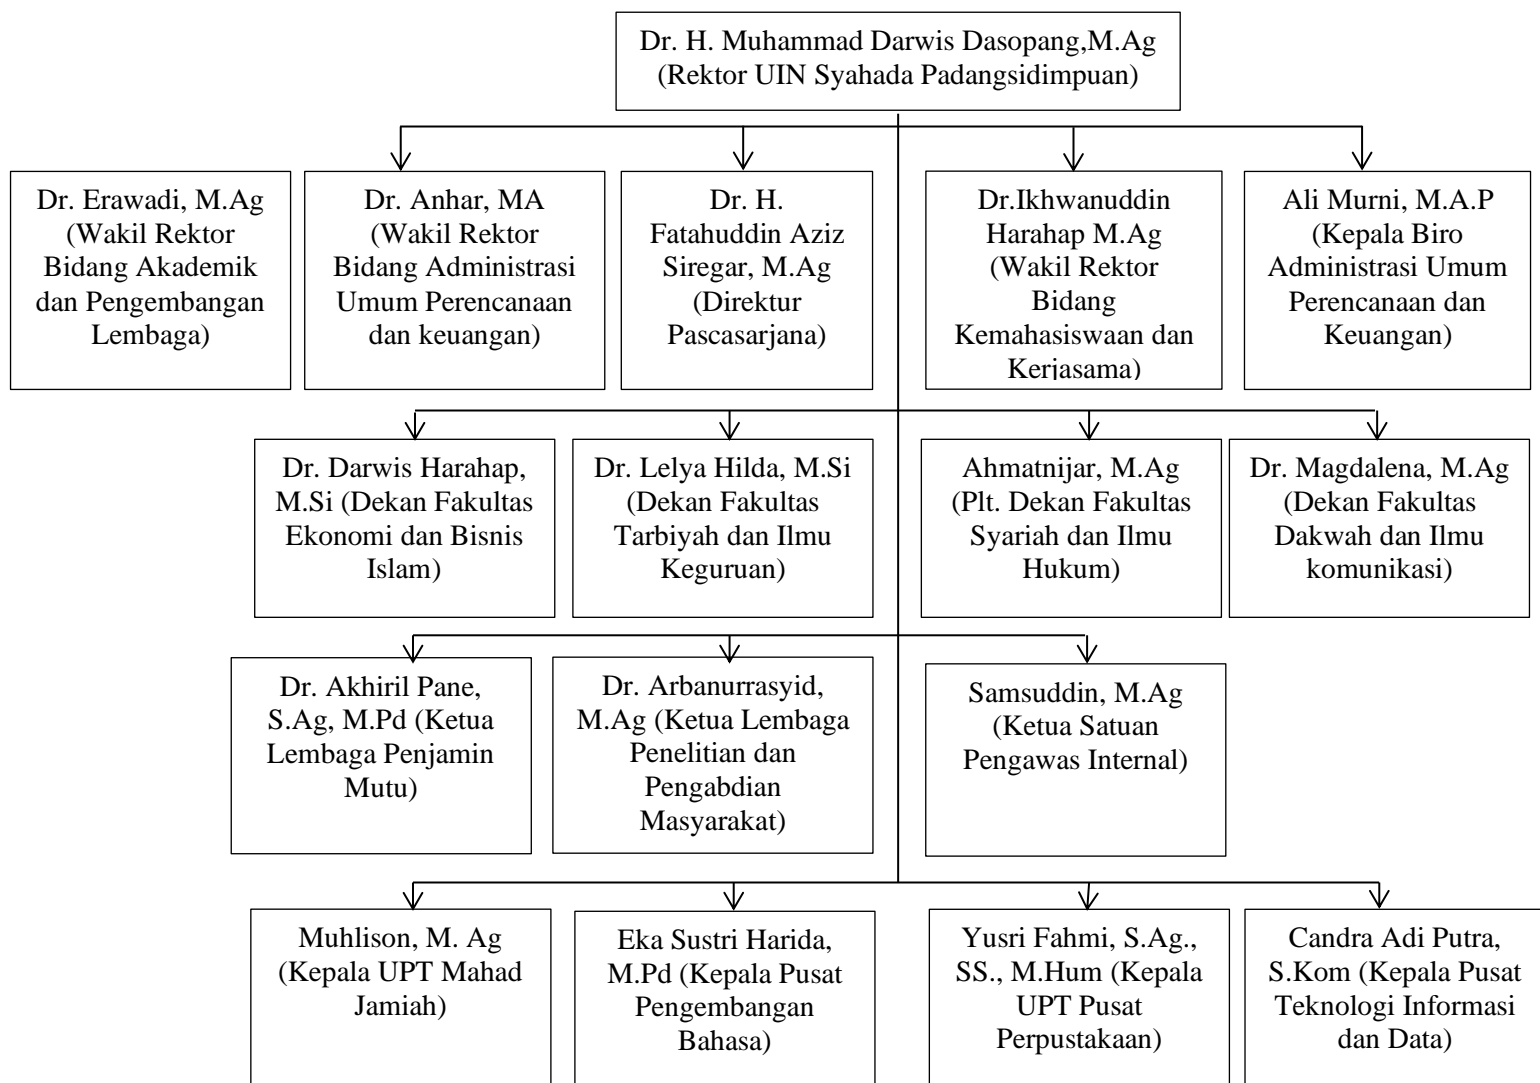 Dr. H. Muhammad Darwis Dasopang,M.Ag
(Rektor UIN Syahada Padangsidimpuan)
Dr. Erawadi, M.Ag
(Wakil Rektor
Bidang Akademik
dan Pengembangan
Lembaga)
Dr. Anhar, MA
(Wakil Rektor
Bidang Administrasi
Umum Perencanaan
dan keuangan)
Dr. H.
Fatahuddin Aziz
Siregar, M.Ag
(Direktur
Pascasarjana)
Dr.Ikhwanuddin
Harahap M.Ag
(Wakil Rektor
Bidang
Kemahasiswaan dan
Kerjasama)
Ali Murni, M.A.P
(Kepala Biro
Administrasi Umum
Perencanaan dan
Keuangan)
Dr. Darwis Harahap,
M.Si (Dekan Fakultas
Ekonomi dan Bisnis
Islam)
Dr. Lelya Hilda, M.Si
(Dekan Fakultas
Tarbiyah dan Ilmu
Keguruan)
Ahmatnijar, M.Ag
(Plt. Dekan Fakultas
Syariah dan Ilmu
Hukum)
Dr. Magdalena, M.Ag
(Dekan Fakultas
Dakwah dan Ilmu
komunikasi)
Dr. Akhiril Pane,
S.Ag, M.Pd (Ketua
Lembaga Penjamin
Mutu)
Dr. Arbanurrasyid,
M.Ag (Ketua Lembaga
Penelitian dan
Pengabdian
Masyarakat)
Samsuddin, M.Ag
(Ketua Satuan
Pengawas Internal)
Muhlison, M. Ag
(Kepala UPT Mahad
Jamiah)
Eka Sustri Harida,
M.Pd (Kepala Pusat
Pengembangan
Bahasa)
Yusri Fahmi, S.Ag.,
SS., M.Hum (Kepala
UPT Pusat
Perpustakaan)
Candra Adi Putra,
S.Kom (Kepala Pusat
Teknologi Informasi
dan Data)